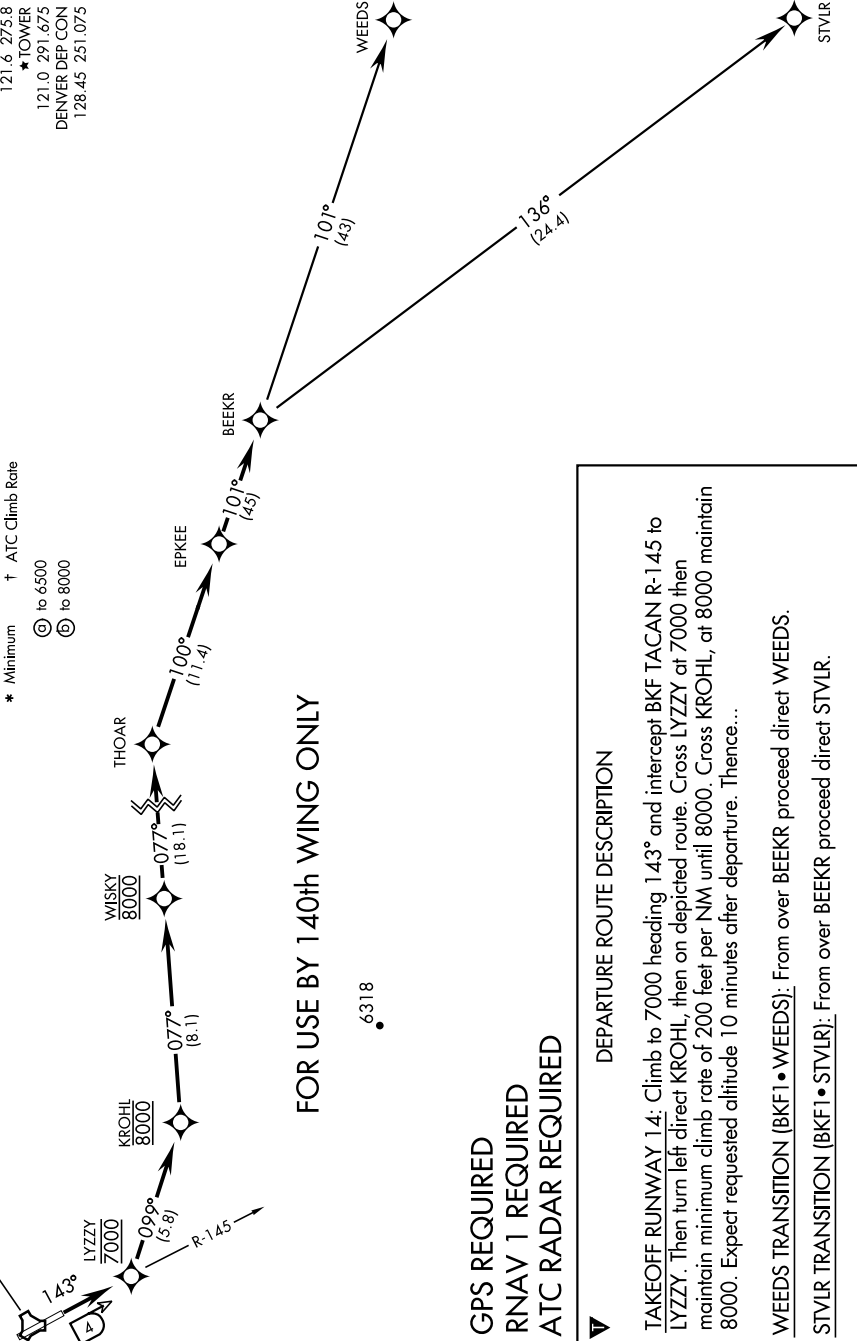 121.6 275.8
★ TOWER
121.0 291.675
DENVER DEP CON
128.45 251.075
* Minimum † ATC Climb Rate
ⓐ to 6500
ⓑ to 8000
143°
4
LYZZY
7000
R-145
099°
(5.8)
KROHL
8000
077°
(8.1)
WISKY
8000
077°
(18.1)
THOAR
100°
(11.4)
EPKEE
101°
(45)
BEEKR
101°
(43)
WEEDS
136°
(24.4)
STVLR
FOR USE BY 140th WING ONLY
6318
GPS REQUIRED
RNAV 1 REQUIRED
ATC RADAR REQUIRED
T
DEPARTURE ROUTE DESCRIPTION
TAKEOFF RUNWAY 14: Climb to 7000 heading 143° and intercept BKF TACAN R-145 to
LYZZY. Then turn left direct KROHL, then on depicted route. Cross LYZZY at 7000 then
maintain minimum climb rate of 200 feet per NM until 8000. Cross KROHL, at 8000 maintain
8000. Expect requested altitude 10 minutes after departure. Thence...
WEEDS TRANSITION (BKF1•WEEDS): From over BEEKR proceed direct WEEDS.
STVLR TRANSITION (BKF1•STVLR): From over BEEKR proceed direct STVLR.